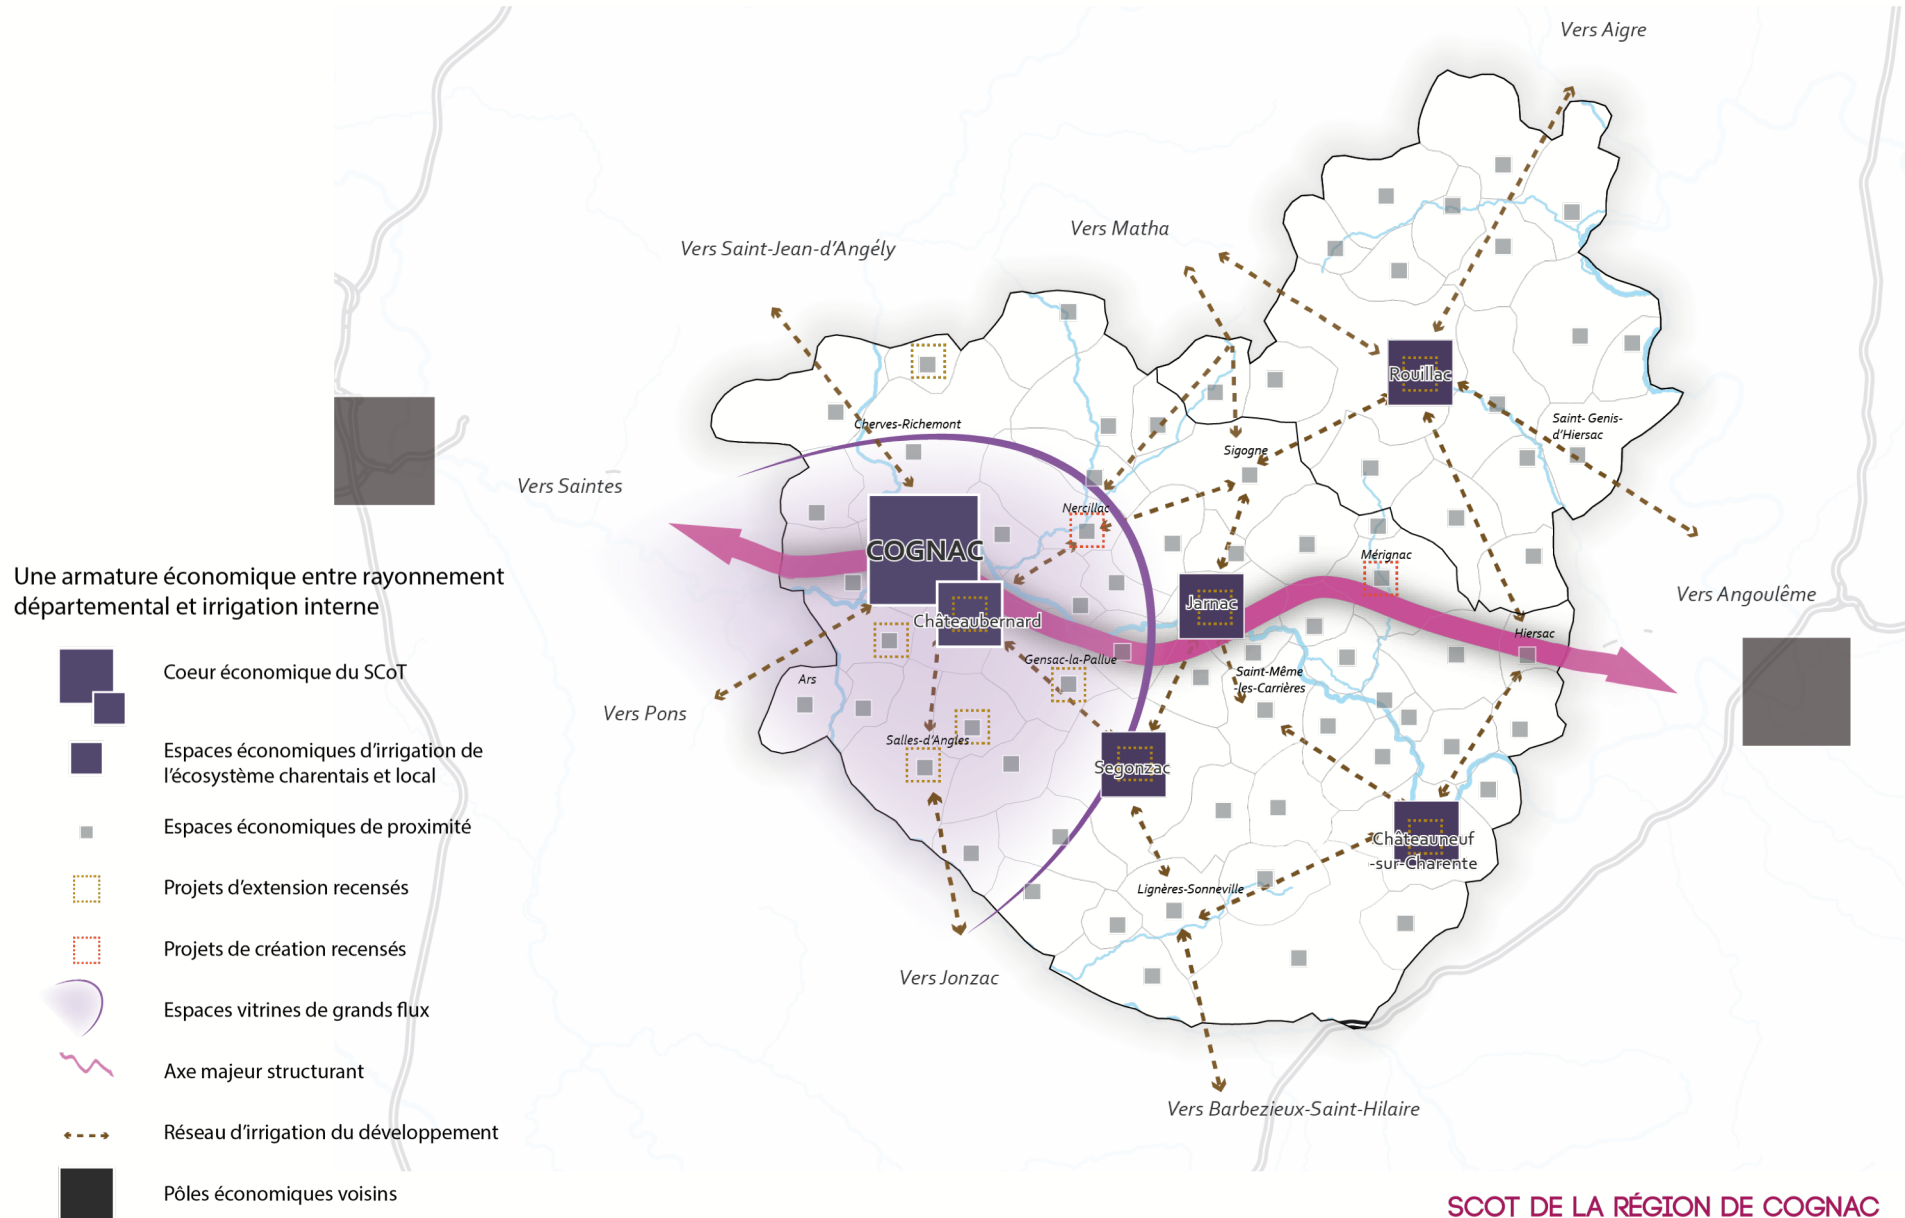 Vers Aigre
Vers Matha
Vers Saint-Jean-d'Angély
Cherves-Richemont
Rouillac
Saint-Genis-
d'Hiersac
Sigogne
Vers Saintes
Nercillac
COGNAC
Mérignac
Châteaubernard
Jarnac
Vers Angoulême
Hiersac
Gensac-la-Pallue
Saint-Même
-les-Carrières
Ars
Vers Pons
Salles-d'Angles
Segonzac
Châteauneuf
-sur-Charente
Lignères-Sonneville
Vers Jonzac
Vers Barbezieux-Saint-Hilaire
Une armature économique entre rayonnement
départemental et irrigation interne
Coeur économique du SCoT
Espaces économiques d'irrigation de
l'écosystème charentais et local
Espaces économiques de proximité
Projets d'extension recensés
Projets de création recensés
Espaces vitrines de grands flux
Axe majeur structurant
Réseau d'irrigation du développement
Pôles économiques voisins
SCOT DE LA RÉGION DE COGNAC